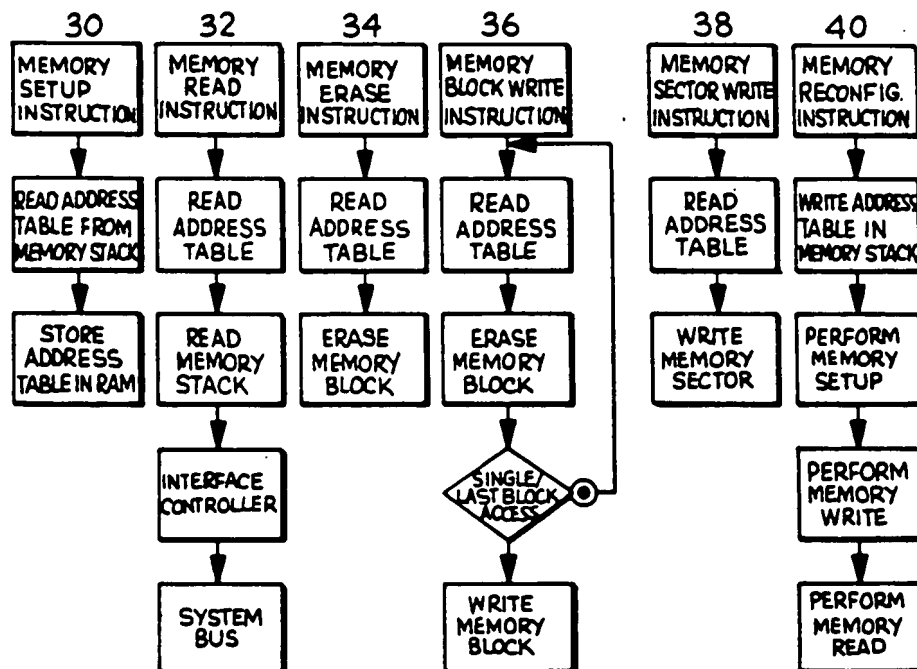 30
MEMORY
SETUP
INSTRUCTION
READ ADDRESS
TABLE FROM
MEMORY STACK
STORE
ADDRESS
TABLE IN RAM
32
MEMORY
READ
INSTRUCTION
READ
ADDRESS
TABLE
READ
MEMORY
STACK
INTERFACE
CONTROLLER
SYSTEM
BUS
34
MEMORY
ERASE
INSTRUCTION
READ
ADDRESS
TABLE
ERASE
MEMORY
BLOCK
36
MEMORY
BLOCK WRITE
INSTRUCTION
READ
ADDRESS
TABLE
ERASE
MEMORY
BLOCK
SINGLE/
LAST BLOCK
ACCESS
WRITE
MEMORY
BLOCK
38
MEMORY
SECTOR WRITE
INSTRUCTION
READ
ADDRESS
TABLE
WRITE
MEMORY
SECTOR
40
MEMORY
RECONFIG.
INSTRUCTION
WRITE ADDRESS
TABLE IN
MEMORY STACK
PERFORM
MEMORY
SETUP
PERFORM
MEMORY
WRITE
PERFORM
MEMORY
READ